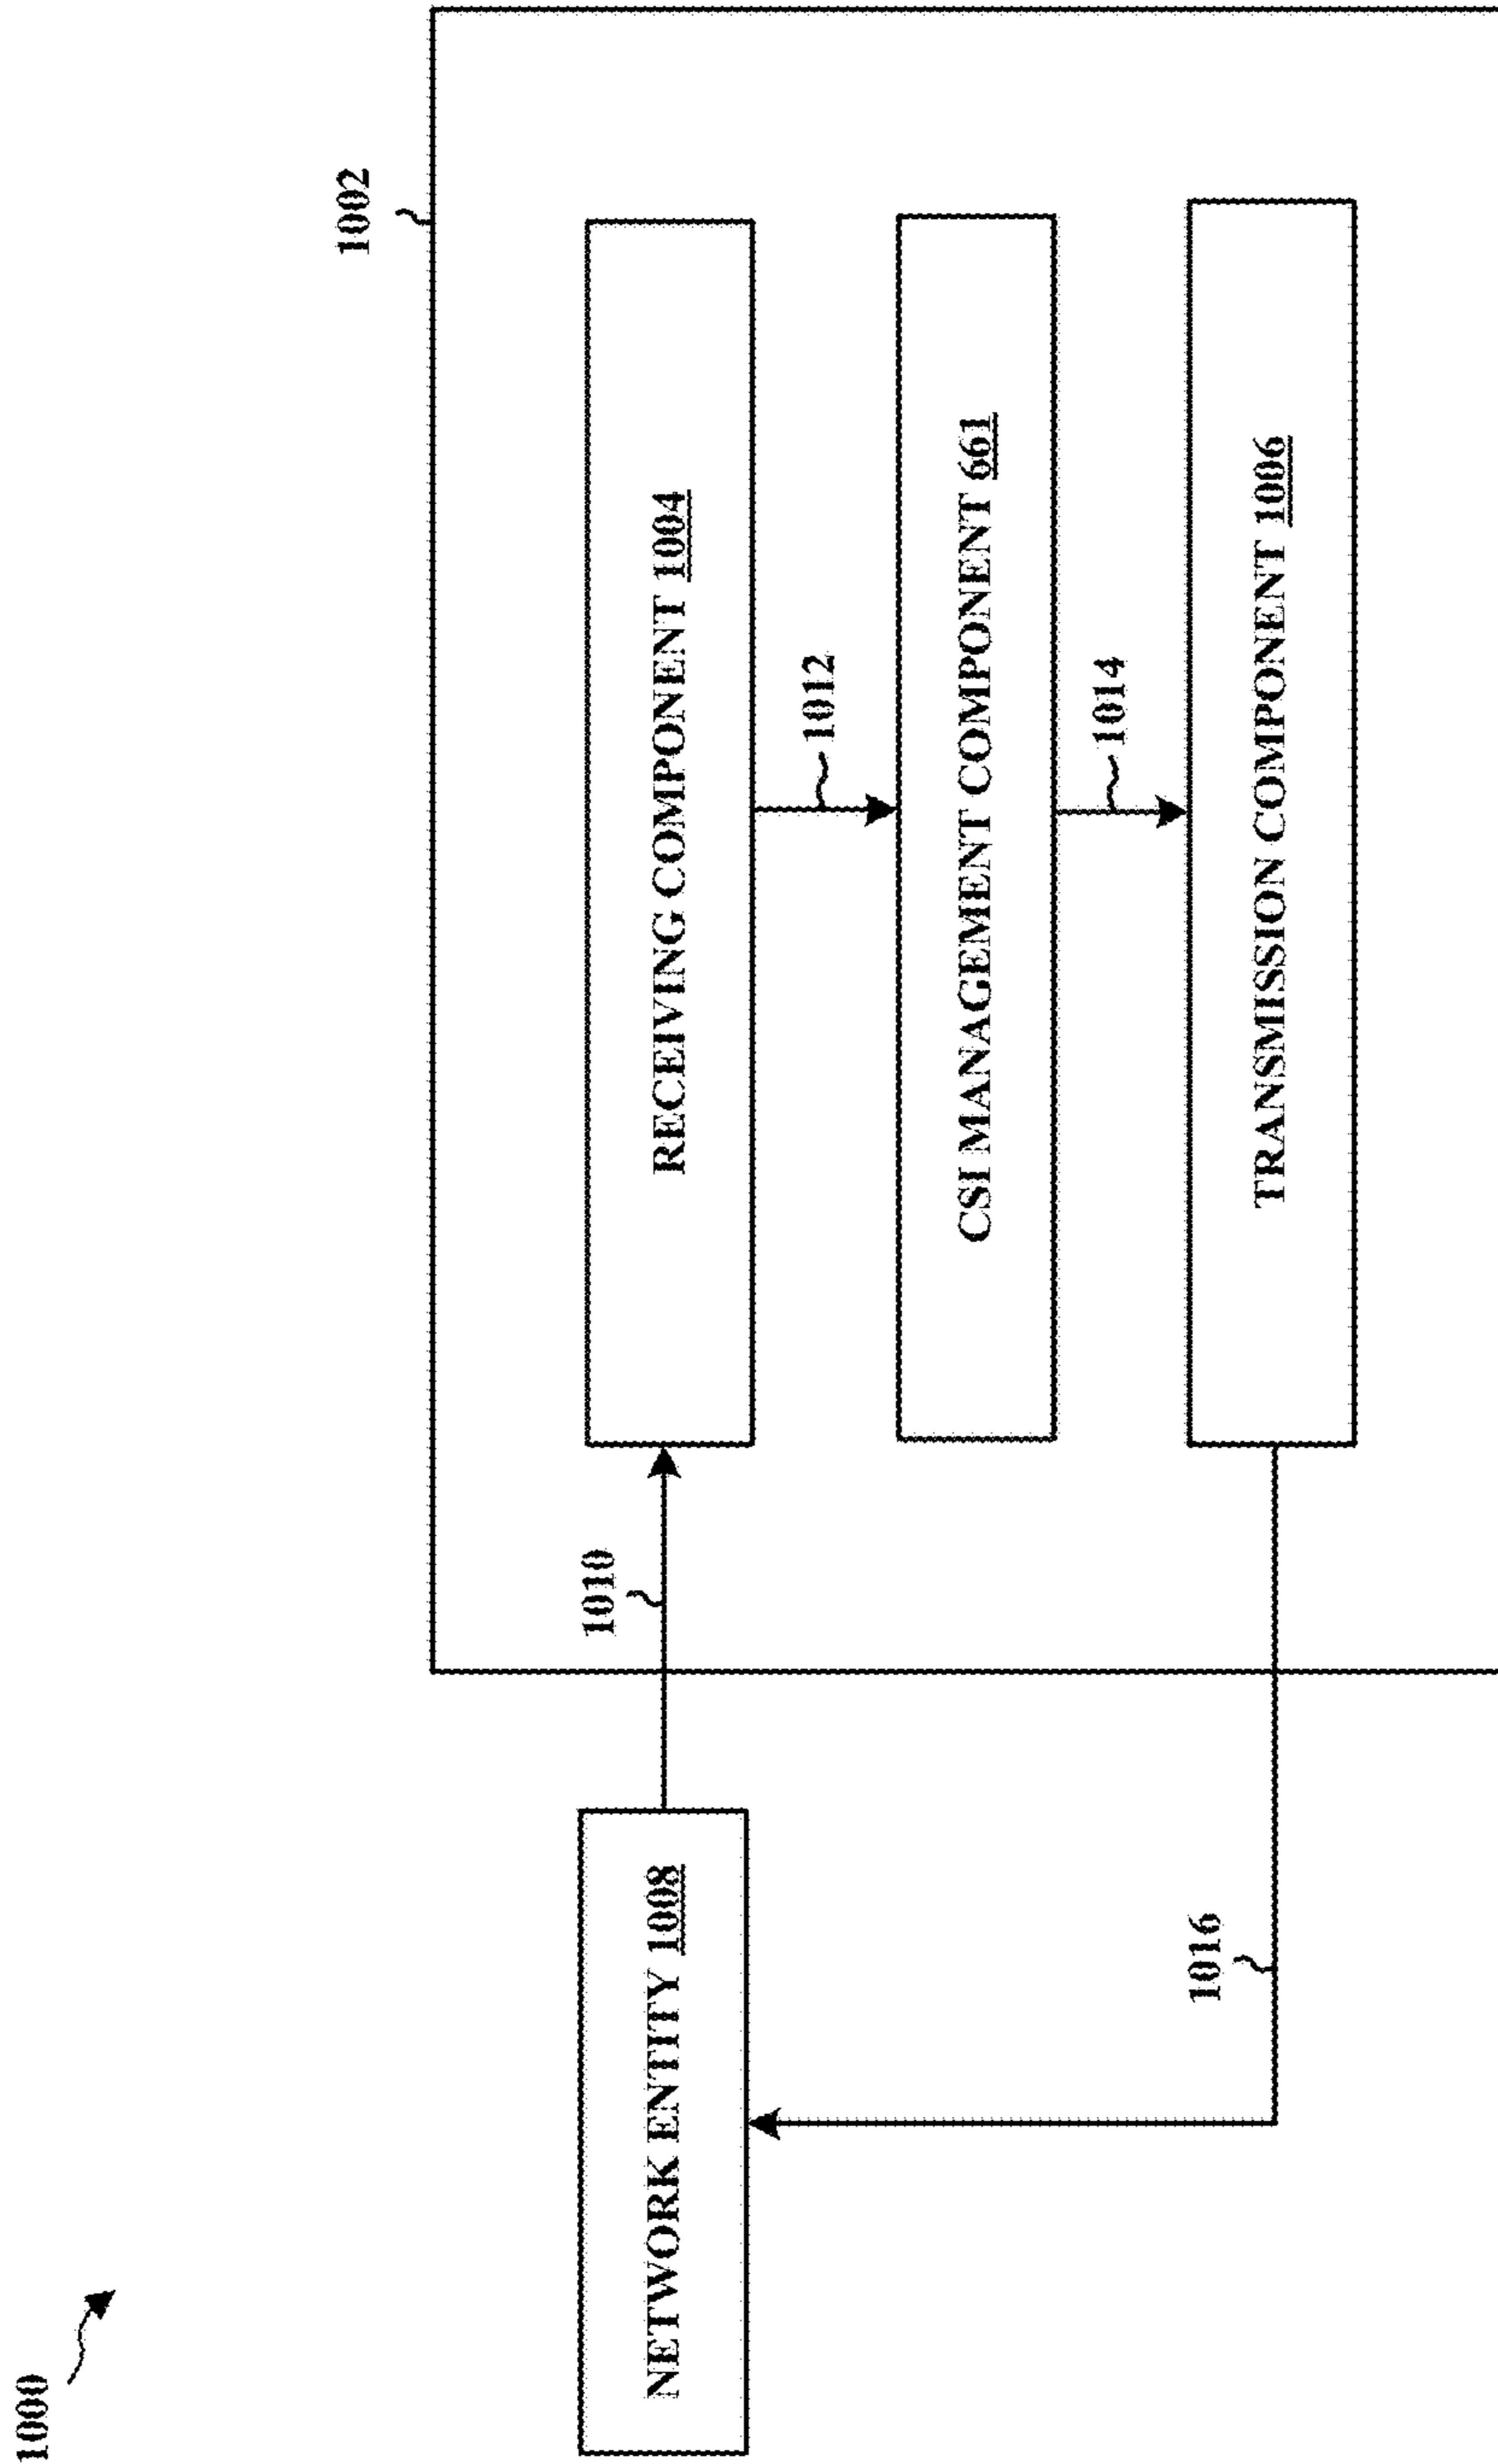 1000
1002
NETWORK ENTITY 1008
1010
RECEIVING COMPONENT 1004
1012
CSI MANAGEMENT COMPONENT 661
1014
1016
TRANSMISSION COMPONENT 1006